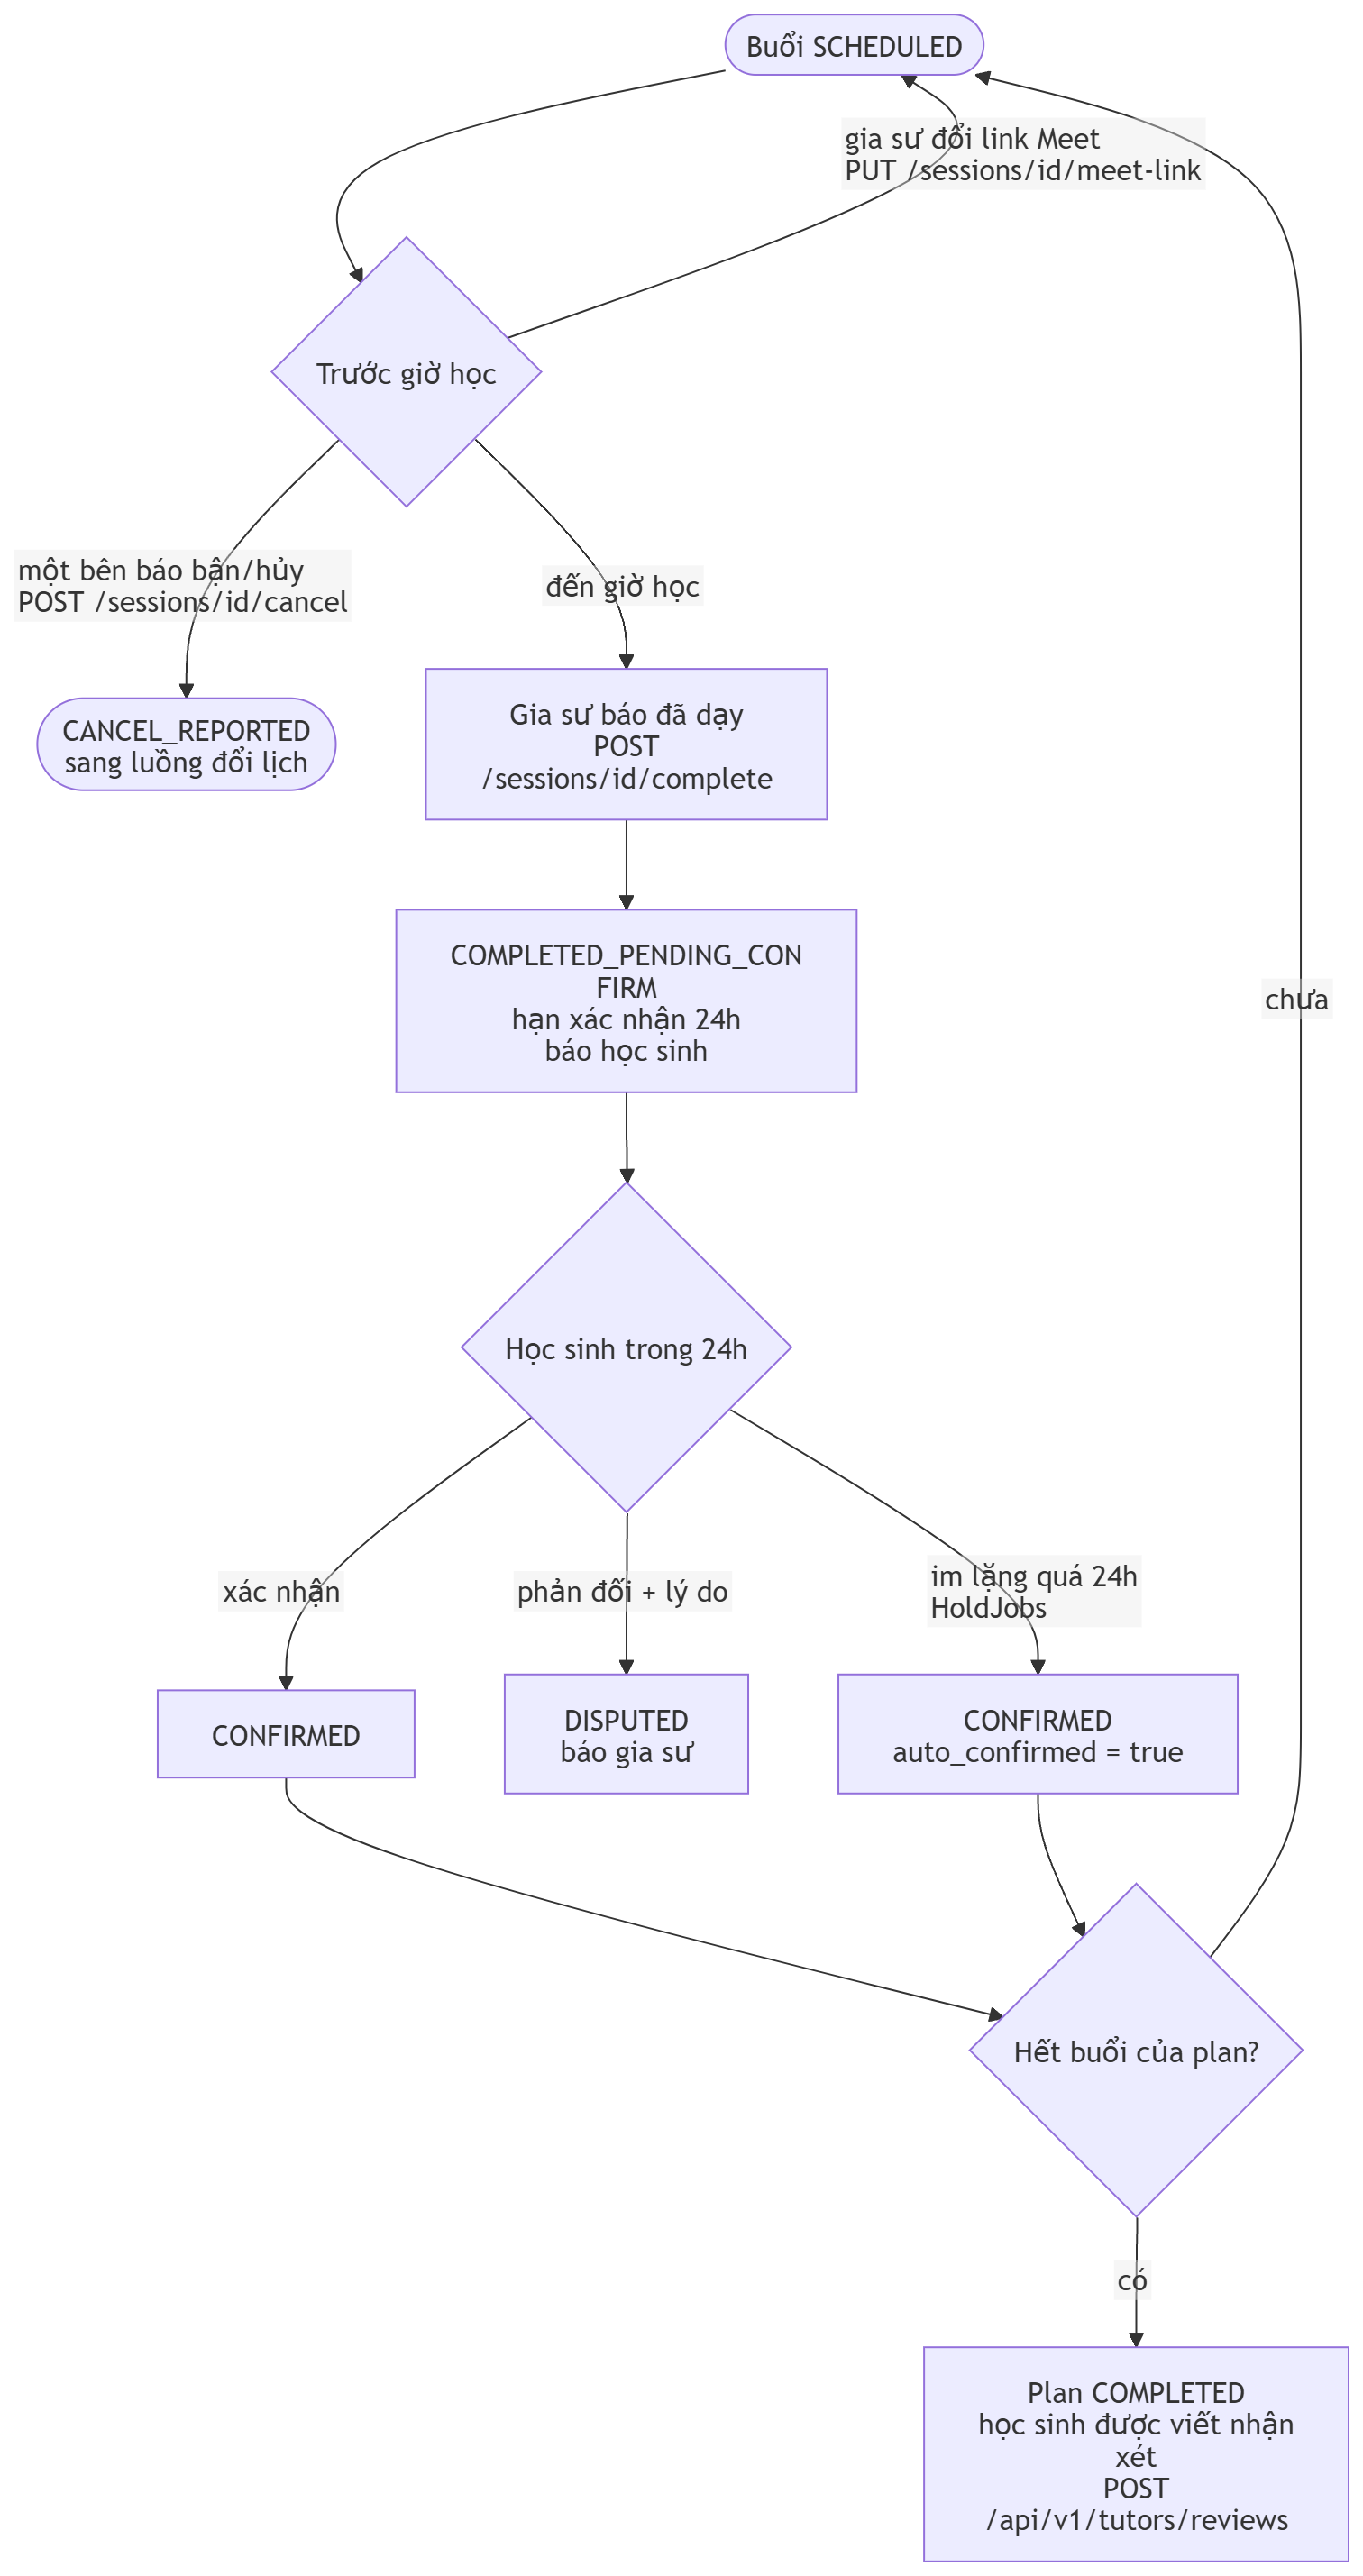 Buổi SCHEDULED
gia sư đổi link Meet
PUT /sessions/id/meet-link
Trước giờ học
một bên báo bận/hủy
POST /sessions/id/cancel
đến giờ học
CANCEL_REPORTED
sang luồng đổi lịch
Gia sư báo đã dạy
POST
/sessions/id/complete
COMPLETED_PENDING_CON
FIRM
hạn xác nhận 24h
báo học sinh
chưa
Học sinh trong 24h
xác nhận
phản đối + lý do
im lặng quá 24h
HoldJobs
CONFIRMED
DISPUTED
báo gia sư
CONFIRMED
auto_confirmed = true
Hết buổi của plan?
có
Plan COMPLETED
học sinh được viết nhận
xét
POST
/api/v1/tutors/reviews